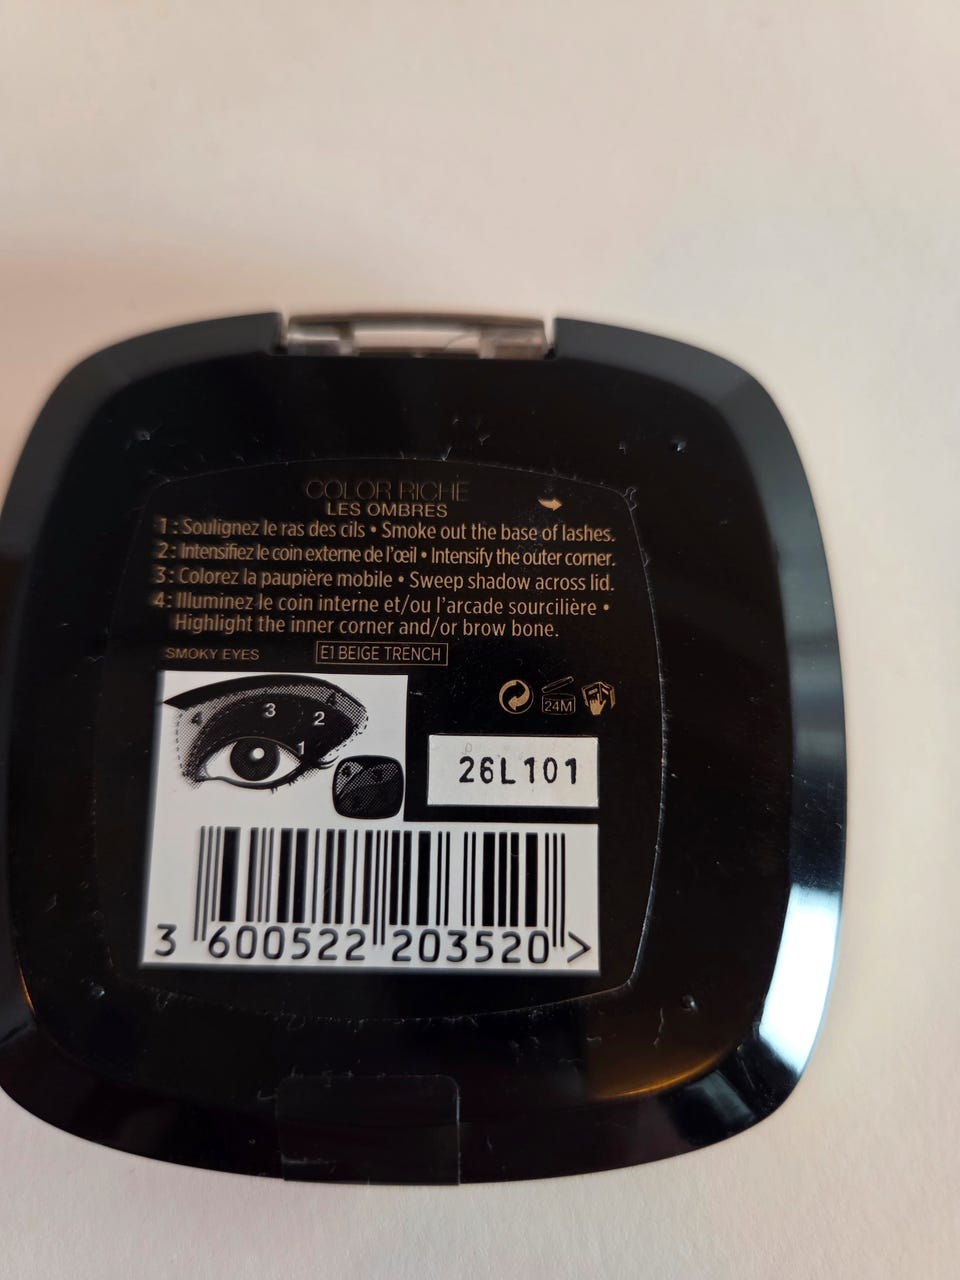 COLOR RICHE
LES OMBRES
1 : Soulignez le ras des cils • Smoke out the base of lashes.
2 : Intensifiez le coin externe de l'œil • Intensify the outer corner.
3 : Colorez la paupière mobile • Sweep shadow across lid.
4 : Illuminez le coin interne et/ou l'arcade sourcilière •
Highlight the inner corner and/or brow bone.
SMOKY EYES E1 BEIGE TRENCH
24M
4 3 2 4
1
26L101
3 600522 203520 >